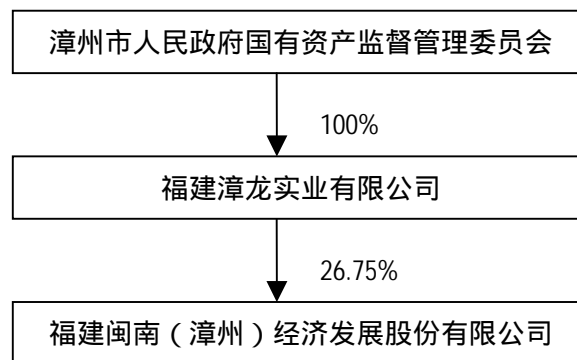 漳州市人民政府国有资产监督管理委员会
100%
福建漳龙实业有限公司
26.75%
福建闽南（漳州）经济发展股份有限公司